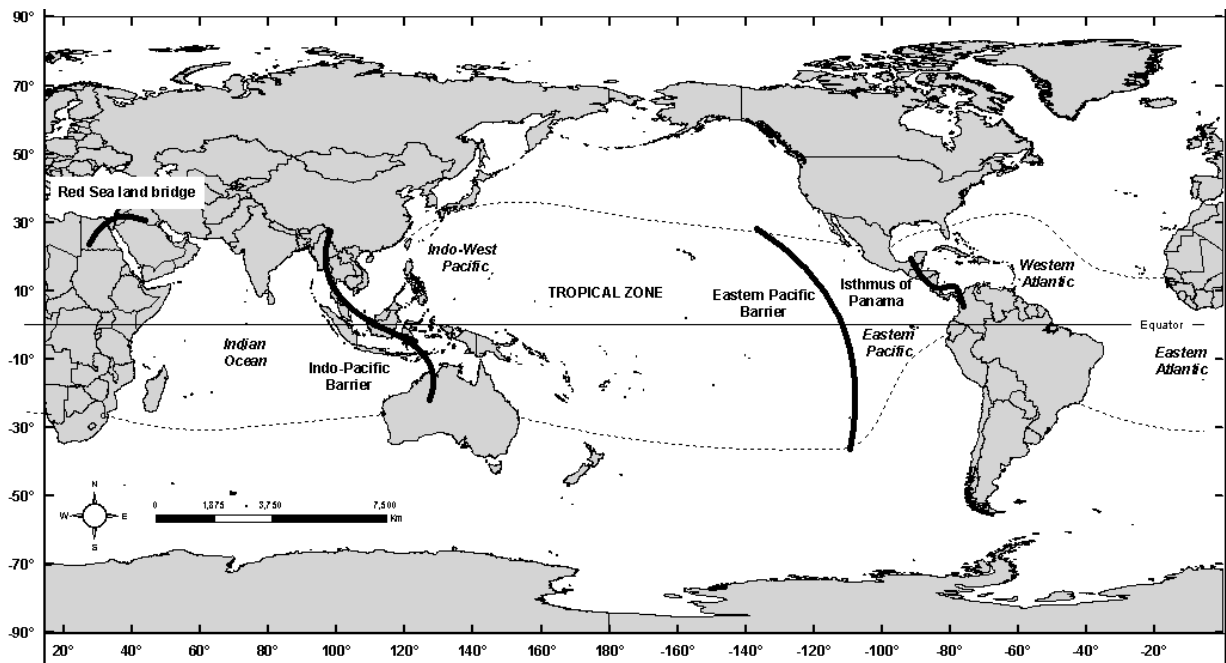 90°
70°
50°
30°
10°
0°
-10°
-30°
-50°
-70°
-90°
Red Sea land bridge
Indo-West
Pacific
TROPICAL ZONE
Eastern Pacific
Barrier
Isthmus of
Panama
Western
Atlantic
Equator
Indian
Ocean
Indo-Pacific
Barrier
Eastern
Pacific
Eastern
Atlantic
N
W E
S
0 1,875 3,750 7,500
Km
20° 40° 60° 80° 100° 120° 140° 160° 180° -160° -140° -120° -100° -80° -60° -40° -20°